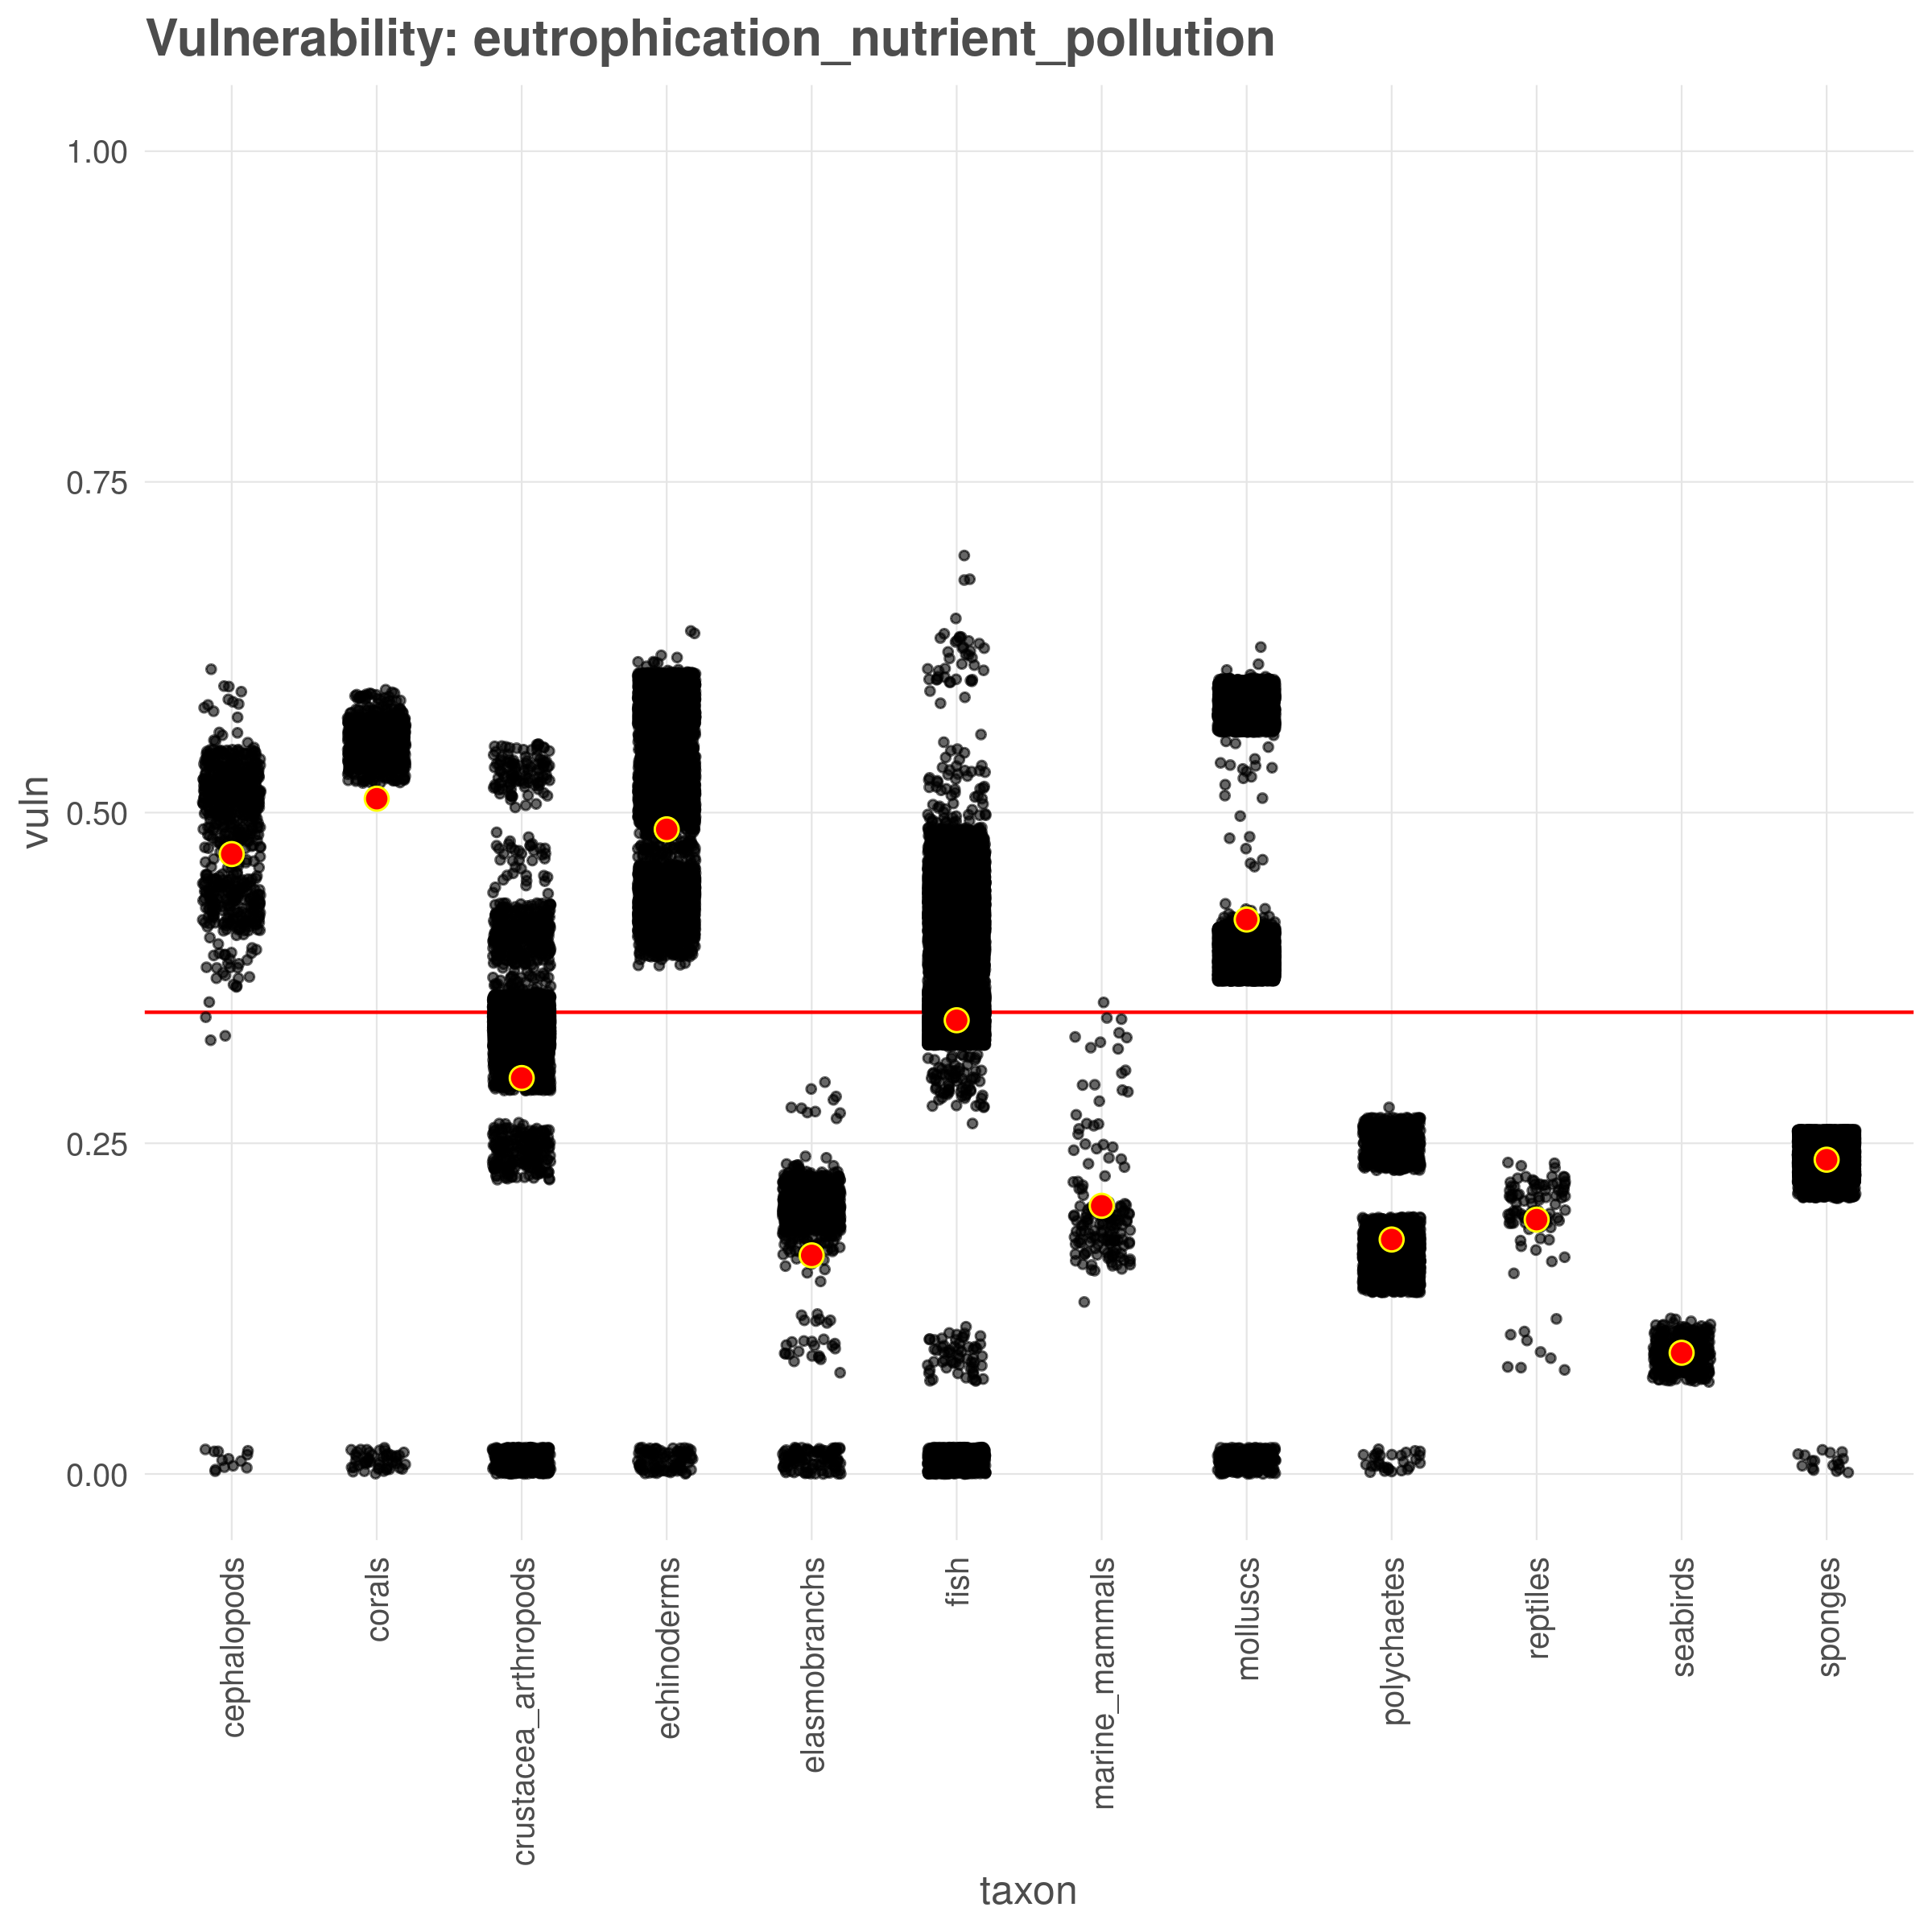 Vulnerability: eutrophication_nutrient_pollution
vuln
1.00
0.75
0.50
0.25
0.00
cephalopods
corals
crustacea_arthropods
echinoderms
elasmobranchs
fish
marine_mammals
molluscs
polychaetes
reptiles
seabirds
sponges
taxon